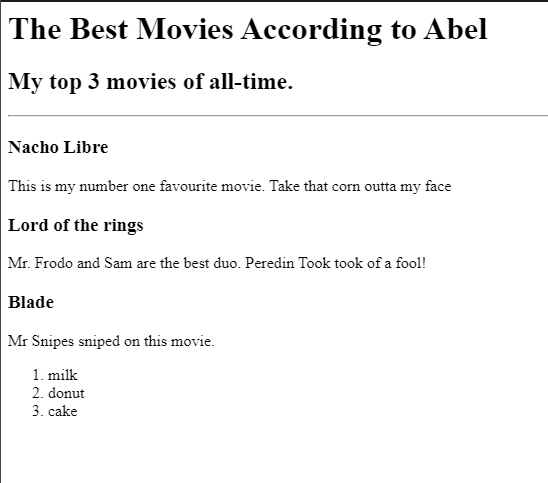 The Best Movies According to Abel
My top 3 movies of all-time.
Nacho Libre
This is my number one favourite movie. Take that corn outta my face
Lord of the rings
Mr. Frodo and Sam are the best duo. Peredin Took took of a fool!
Blade
Mr Snipes sniped on this movie.
1. milk
2. donut
3. cake